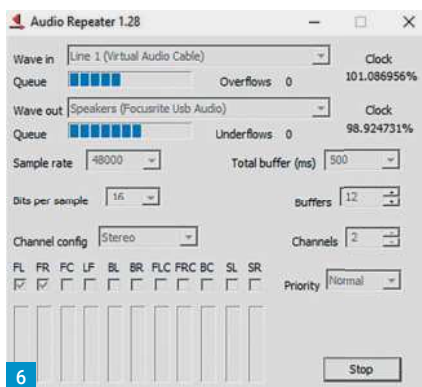 Audio Repeater 1.28
Wave in Line 1 (Virtual Audio Cable) Clock
Queue Overflows 0 101.086956%
Wave out Speakers (Focusrite Usb Audio) Clock
Queue Underflows 0 98.924731%
Sample rate 48000 Total buffer (ms) 500
Bits per sample 16 Buffers 12
Channel config Stereo Channels 2
FL FR FC LF BL BR FLC FRC BC SL SR
Priority Normal
Stop
6